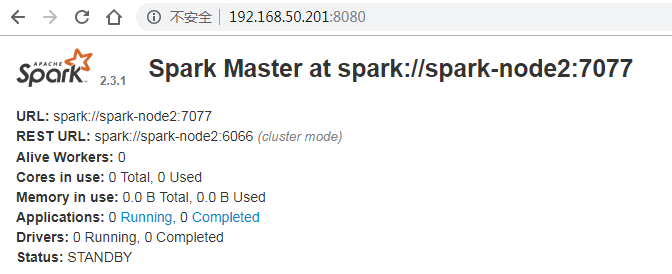 不安全 | 192.168.50.201:8080
APACHE Spark 2.3.1 Spark Master at spark://spark-node2:7077
URL: spark://spark-node2:7077
REST URL: spark://spark-node2:6066 (cluster mode)
Alive Workers: 0
Cores in use: 0 Total, 0 Used
Memory in use: 0.0 B Total, 0.0 B Used
Applications: 0 Running, 0 Completed
Drivers: 0 Running, 0 Completed
Status: STANDBY